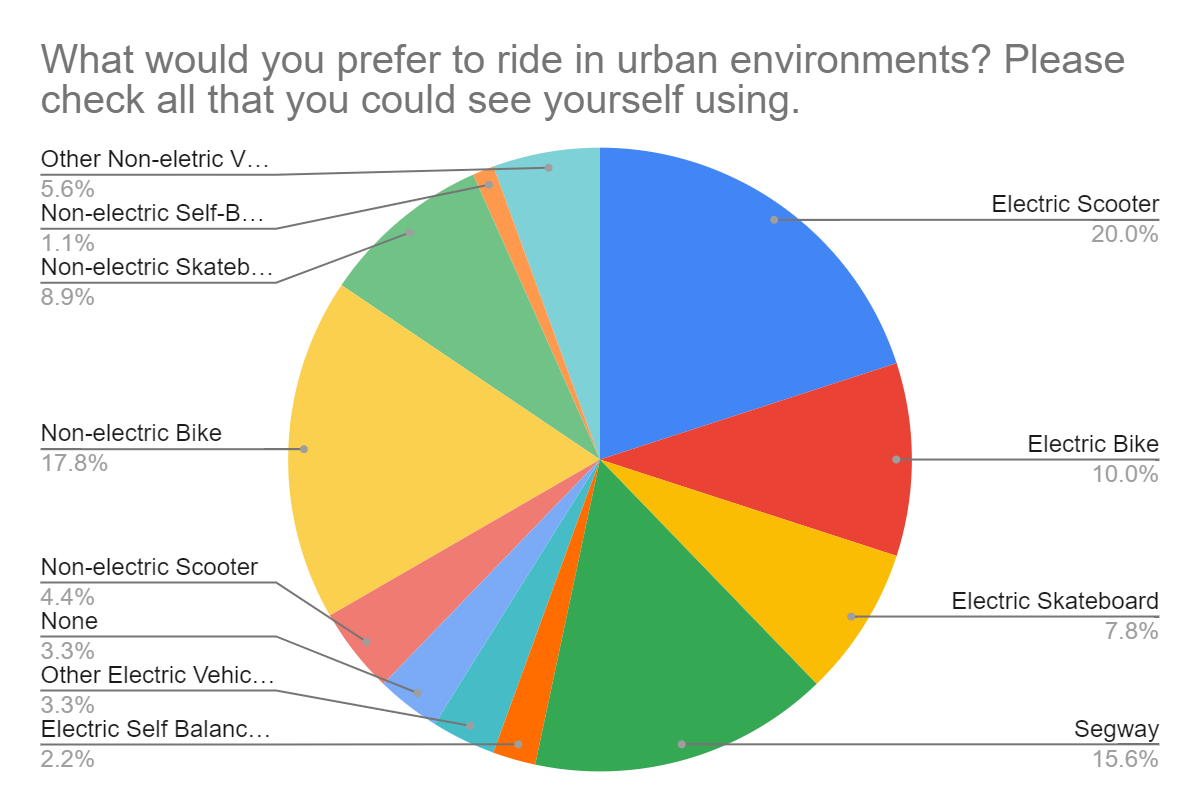 What would you prefer to ride in urban environments? Please
check all that you could see yourself using.
Other Non-eletric V…
5.6%
Non-electric Self-B…
1.1%
Non-electric Skateb…
8.9%
Non-electric Bike
17.8%
Non-electric Scooter
4.4%
None
3.3%
Other Electric Vehic…
3.3%
Electric Self Balanc…
2.2%
Electric Scooter
20.0%
Electric Bike
10.0%
Electric Skateboard
7.8%
Segway
15.6%